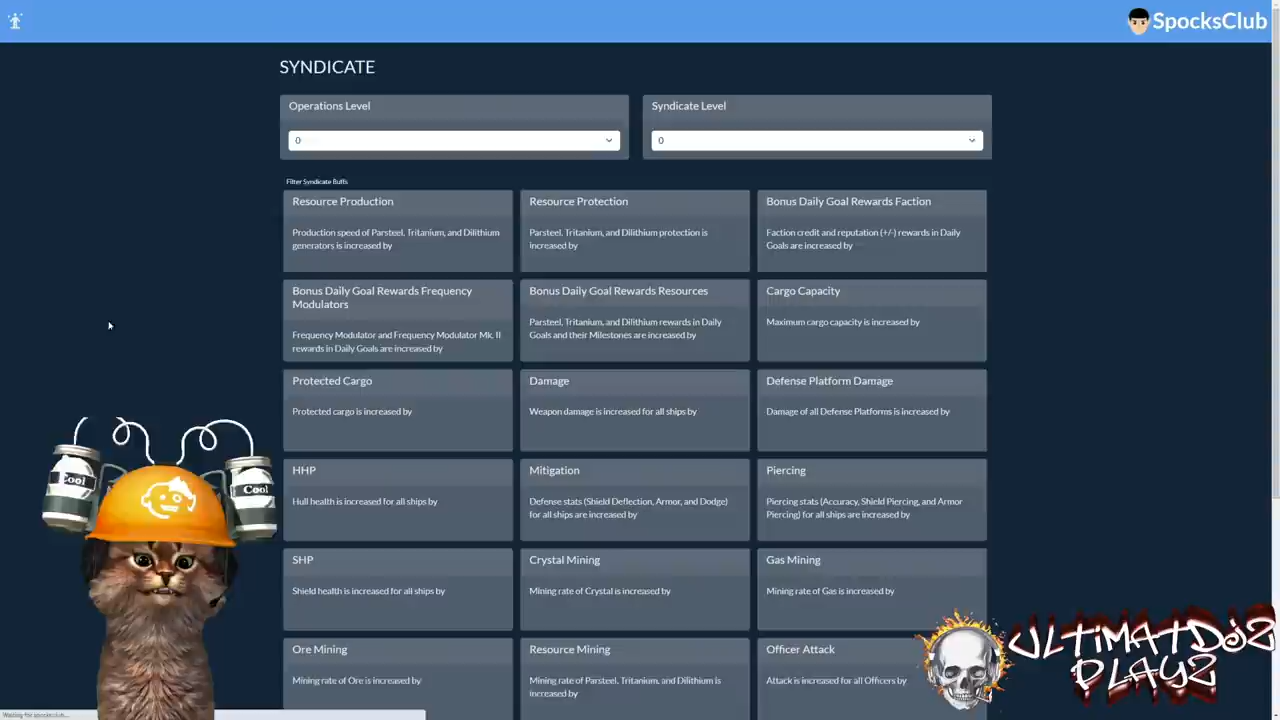 SpocksClub
SYNDICATE
Operations Level
0
Syndicate Level
0
Filter Syndicate Buffs
Resource Production
Production speed of Parsteel, Tritanium, and Dilithium
generators is increased by
Resource Protection
Parsteel, Tritanium, and Dilithium protection is
increased by
Bonus Daily Goal Rewards Faction
Faction credit and reputation (+/-) rewards in Daily
Goals are increased by
Bonus Daily Goal Rewards Frequency
Modulators
Frequency Modulator and Frequency Modulator Mk. II
rewards in Daily Goals are increased by
Bonus Daily Goal Rewards Resources
Parsteel, Tritanium, and Dilithium rewards in Daily
Goals and their Milestones are increased by
Cargo Capacity
Maximum cargo capacity is increased by
Protected Cargo
Protected cargo is increased by
Damage
Weapon damage is increased for all ships by
Defense Platform Damage
Damage of all Defense Platforms is increased by
HHP
Hull health is increased for all ships by
Mitigation
Defense stats (Shield Deflection, Armor, and Dodge)
for all ships are increased by
Piercing
Piercing stats (Accuracy, Shield Piercing, and Armor
Piercing) for all ships are increased by
SHP
Shield health is increased for all ships by
Crystal Mining
Mining rate of Crystal is increased by
Gas Mining
Mining rate of Gas is increased by
Ore Mining
Mining rate of Ore is increased by
Resource Mining
Mining rate of Parsteel, Tritanium, and Dilithium is
increased by
Officer Attack
Attack is increased for all Officers by
Cool
Cool
ULTIMATDJZ
PLAYZ
Waiting for spocksclub...